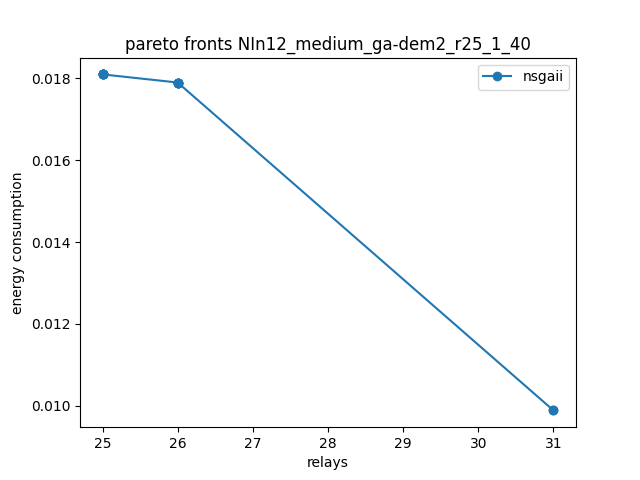 pareto fronts NIn12_medium_ga-dem2_r25_1_40
nsgaii
0.018
0.016
0.014
0.012
0.010
energy consumption
25 26 27 28 29 30 31
relays